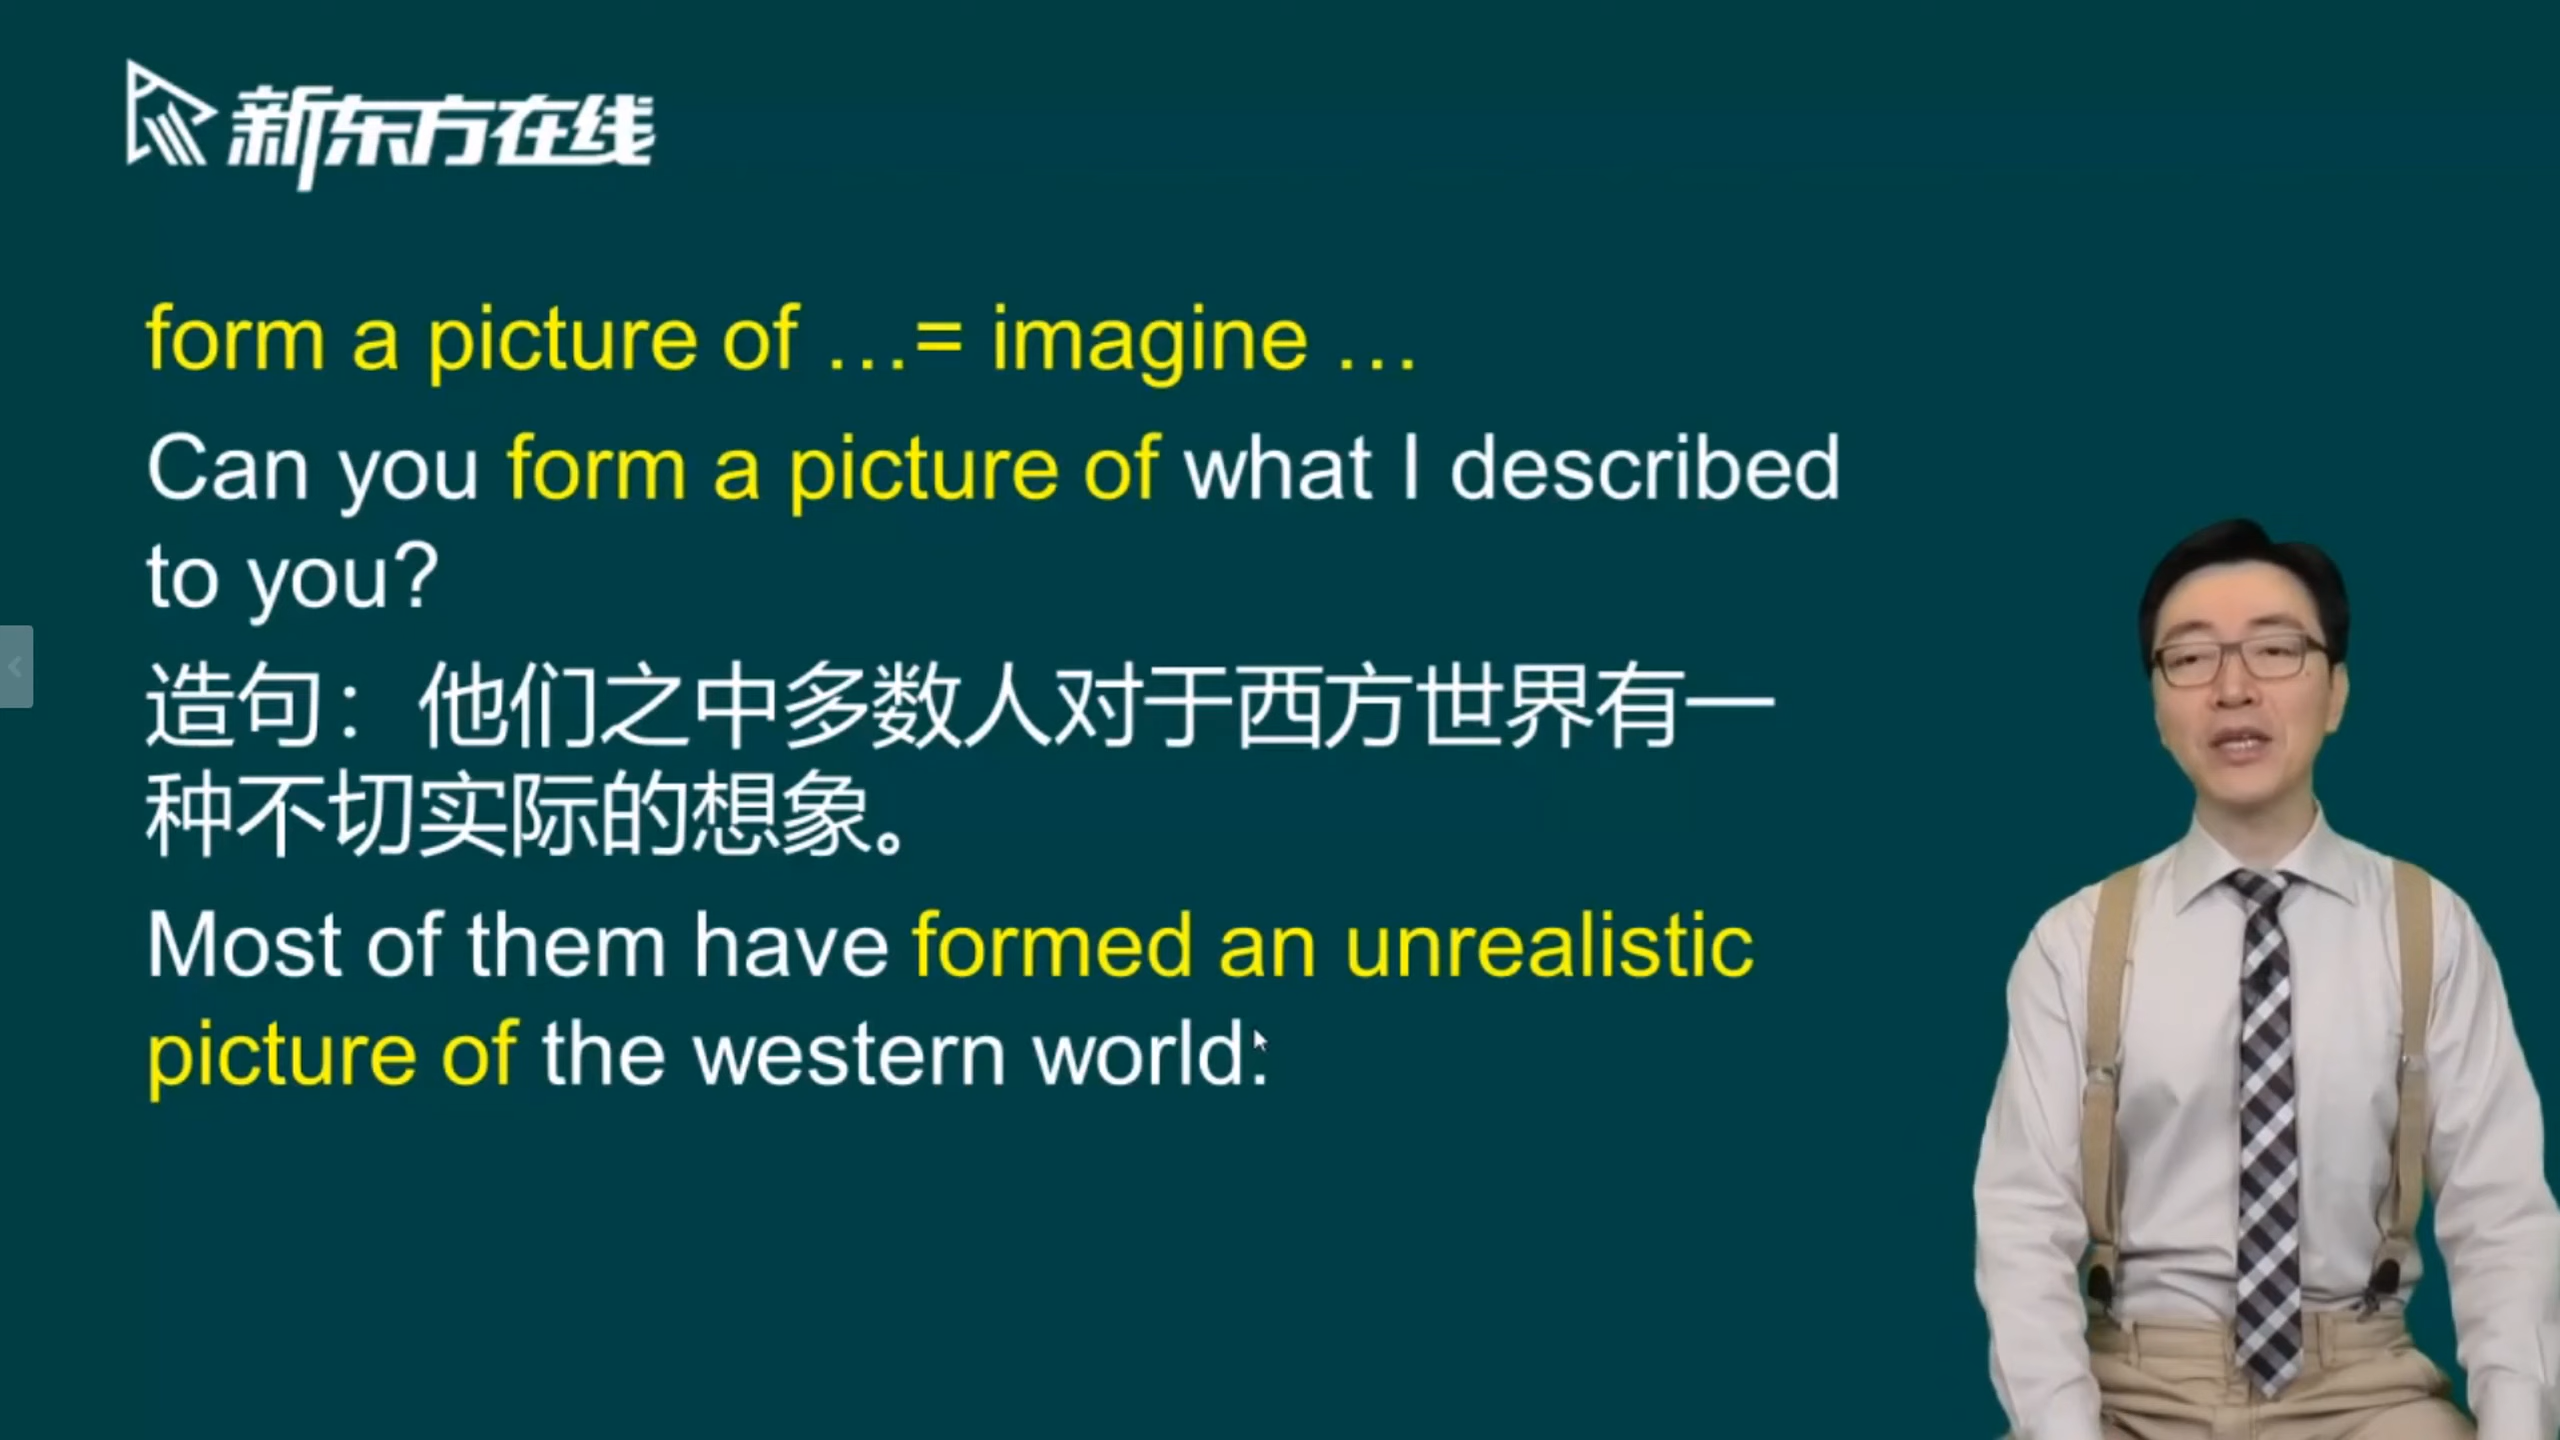 新东方在线
form a picture of …= imagine …
Can you form a picture of what I described
to you?
造句： 他们之中多数人对于西方世界有一
种不切实际的想象。
Most of them have formed an unrealistic
picture of the western world.